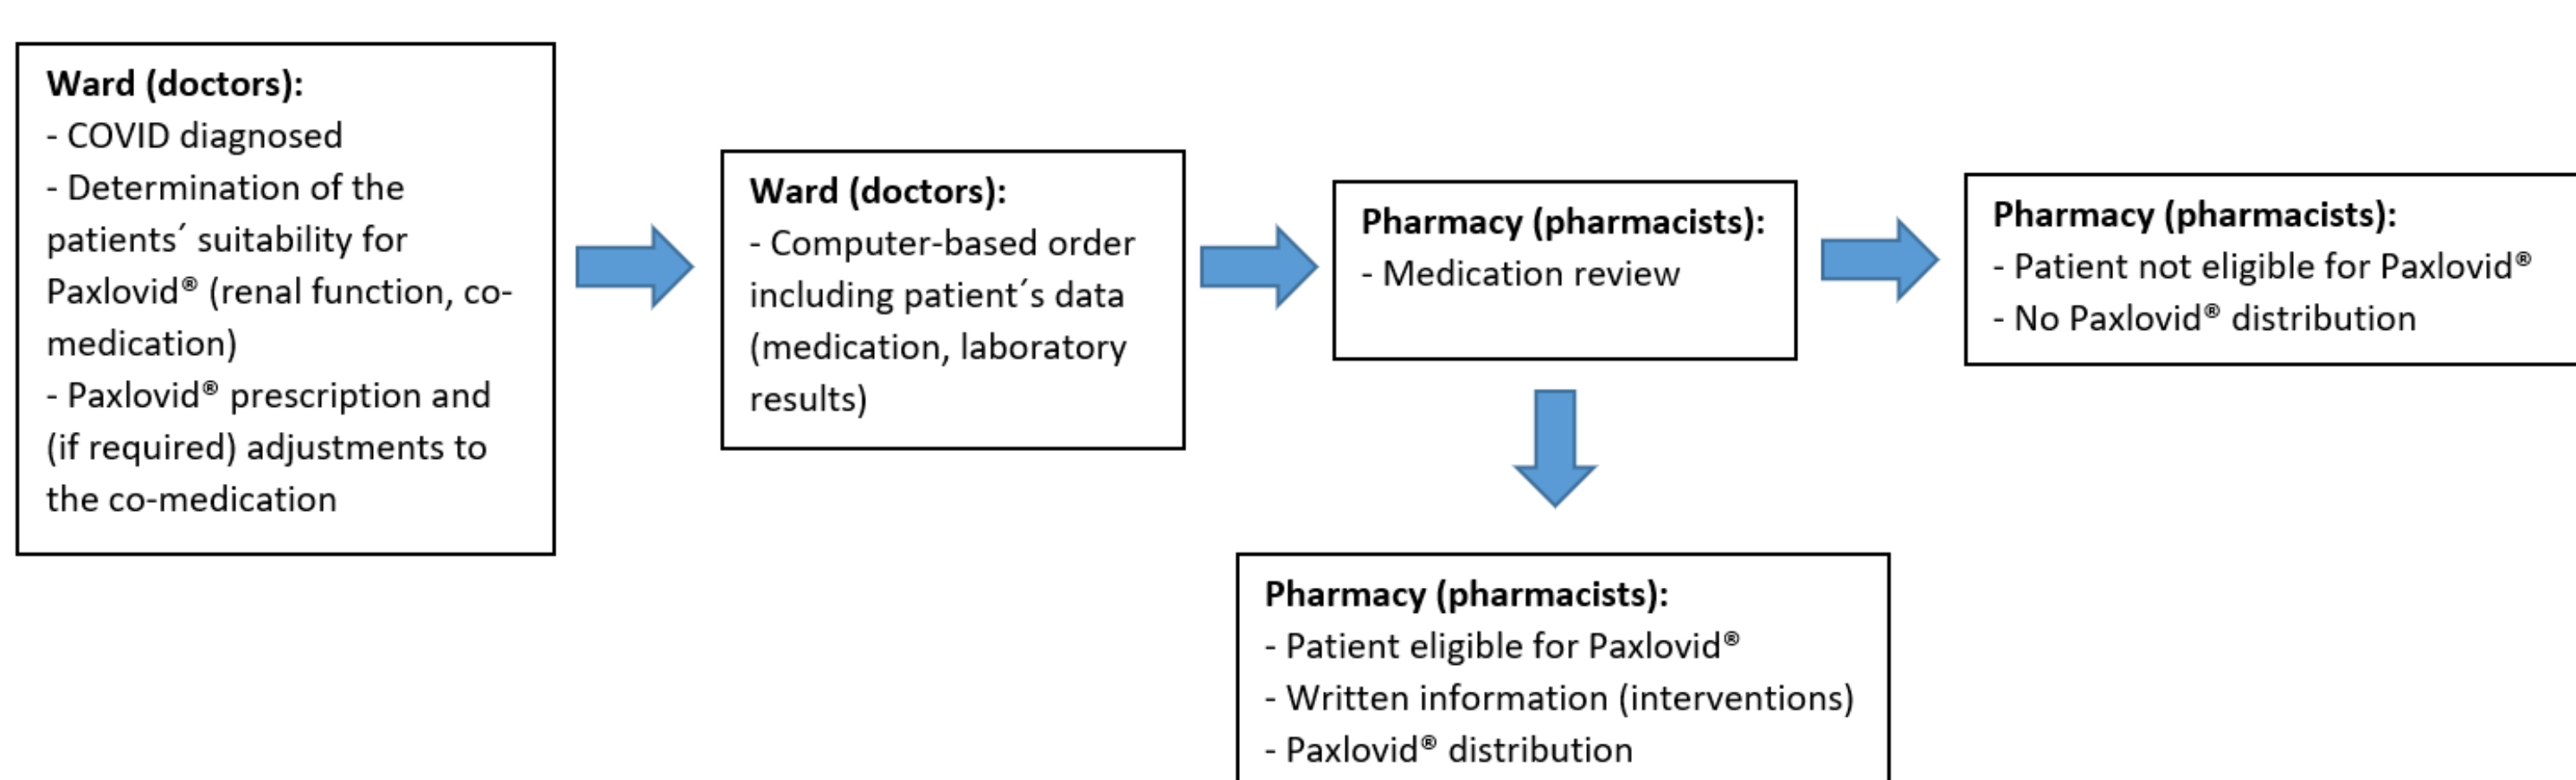 Ward (doctors):
- COVID diagnosed
- Determination of the
patients´ suitability for
Paxlovid® (renal function, co-
medication)
- Paxlovid® prescription and
(if required) adjustments to
the co-medication
Ward (doctors):
- Computer-based order
including patient´s data
(medication, laboratory
results)
Pharmacy (pharmacists):
- Medication review
Pharmacy (pharmacists):
- Patient not eligible for Paxlovid®
- No Paxlovid® distribution
Pharmacy (pharmacists):
- Patient eligible for Paxlovid®
- Written information (interventions)
- Paxlovid® distribution